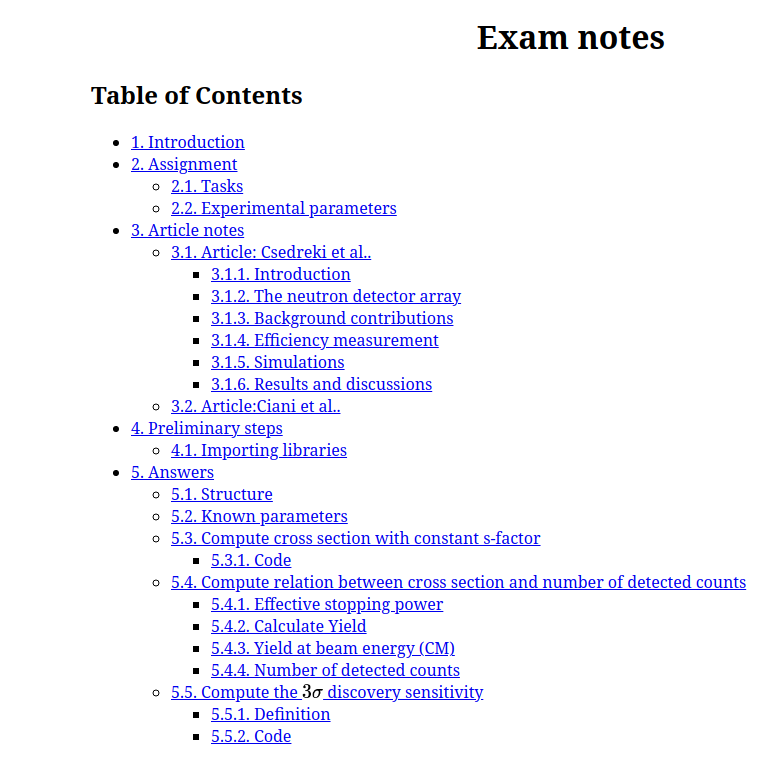 Exam notes
Table of Contents
1. Introduction
2. Assignment
2.1. Tasks
2.2. Experimental parameters
3. Article notes
3.1. Article: Csedreki et al..
3.1.1. Introduction
3.1.2. The neutron detector array
3.1.3. Background contributions
3.1.4. Efficiency measurement
3.1.5. Simulations
3.1.6. Results and discussions
3.2. Article:Ciani et al..
4. Preliminary steps
4.1. Importing libraries
5. Answers
5.1. Structure
5.2. Known parameters
5.3. Compute cross section with constant s-factor
5.3.1. Code
5.4. Compute relation between cross section and number of detected counts
5.4.1. Effective stopping power
5.4.2. Calculate Yield
5.4.3. Yield at beam energy (CM)
5.4.4. Number of detected counts
5.5. Compute the 3σ discovery sensitivity
5.5.1. Definition
5.5.2. Code